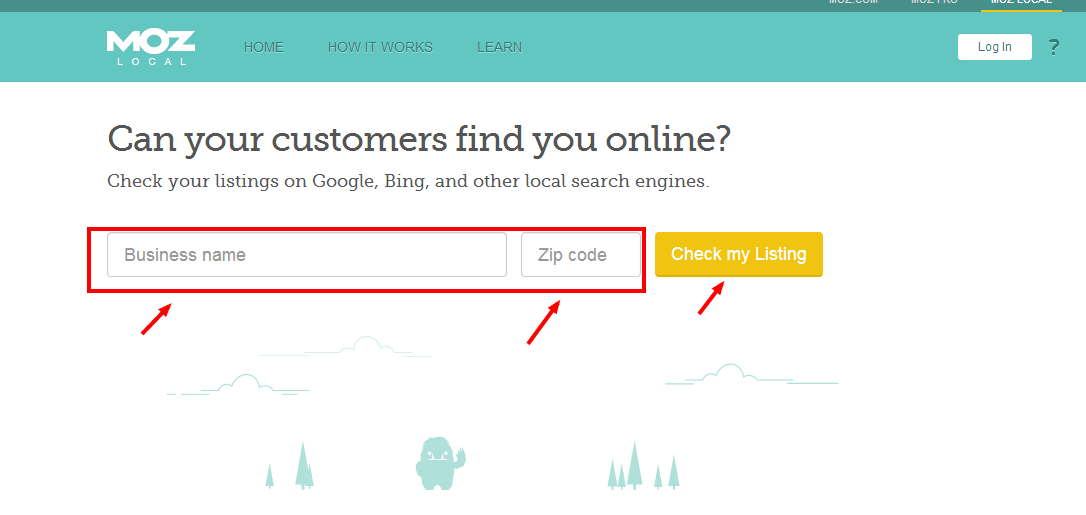 MOZ.COM MOZ PRO MOZ LOCAL
MOZ
LOCAL
HOME HOW IT WORKS LEARN
Log In ?
Can your customers find you online?
Check your listings on Google, Bing, and other local search engines.
Business name Zip code Check my Listing